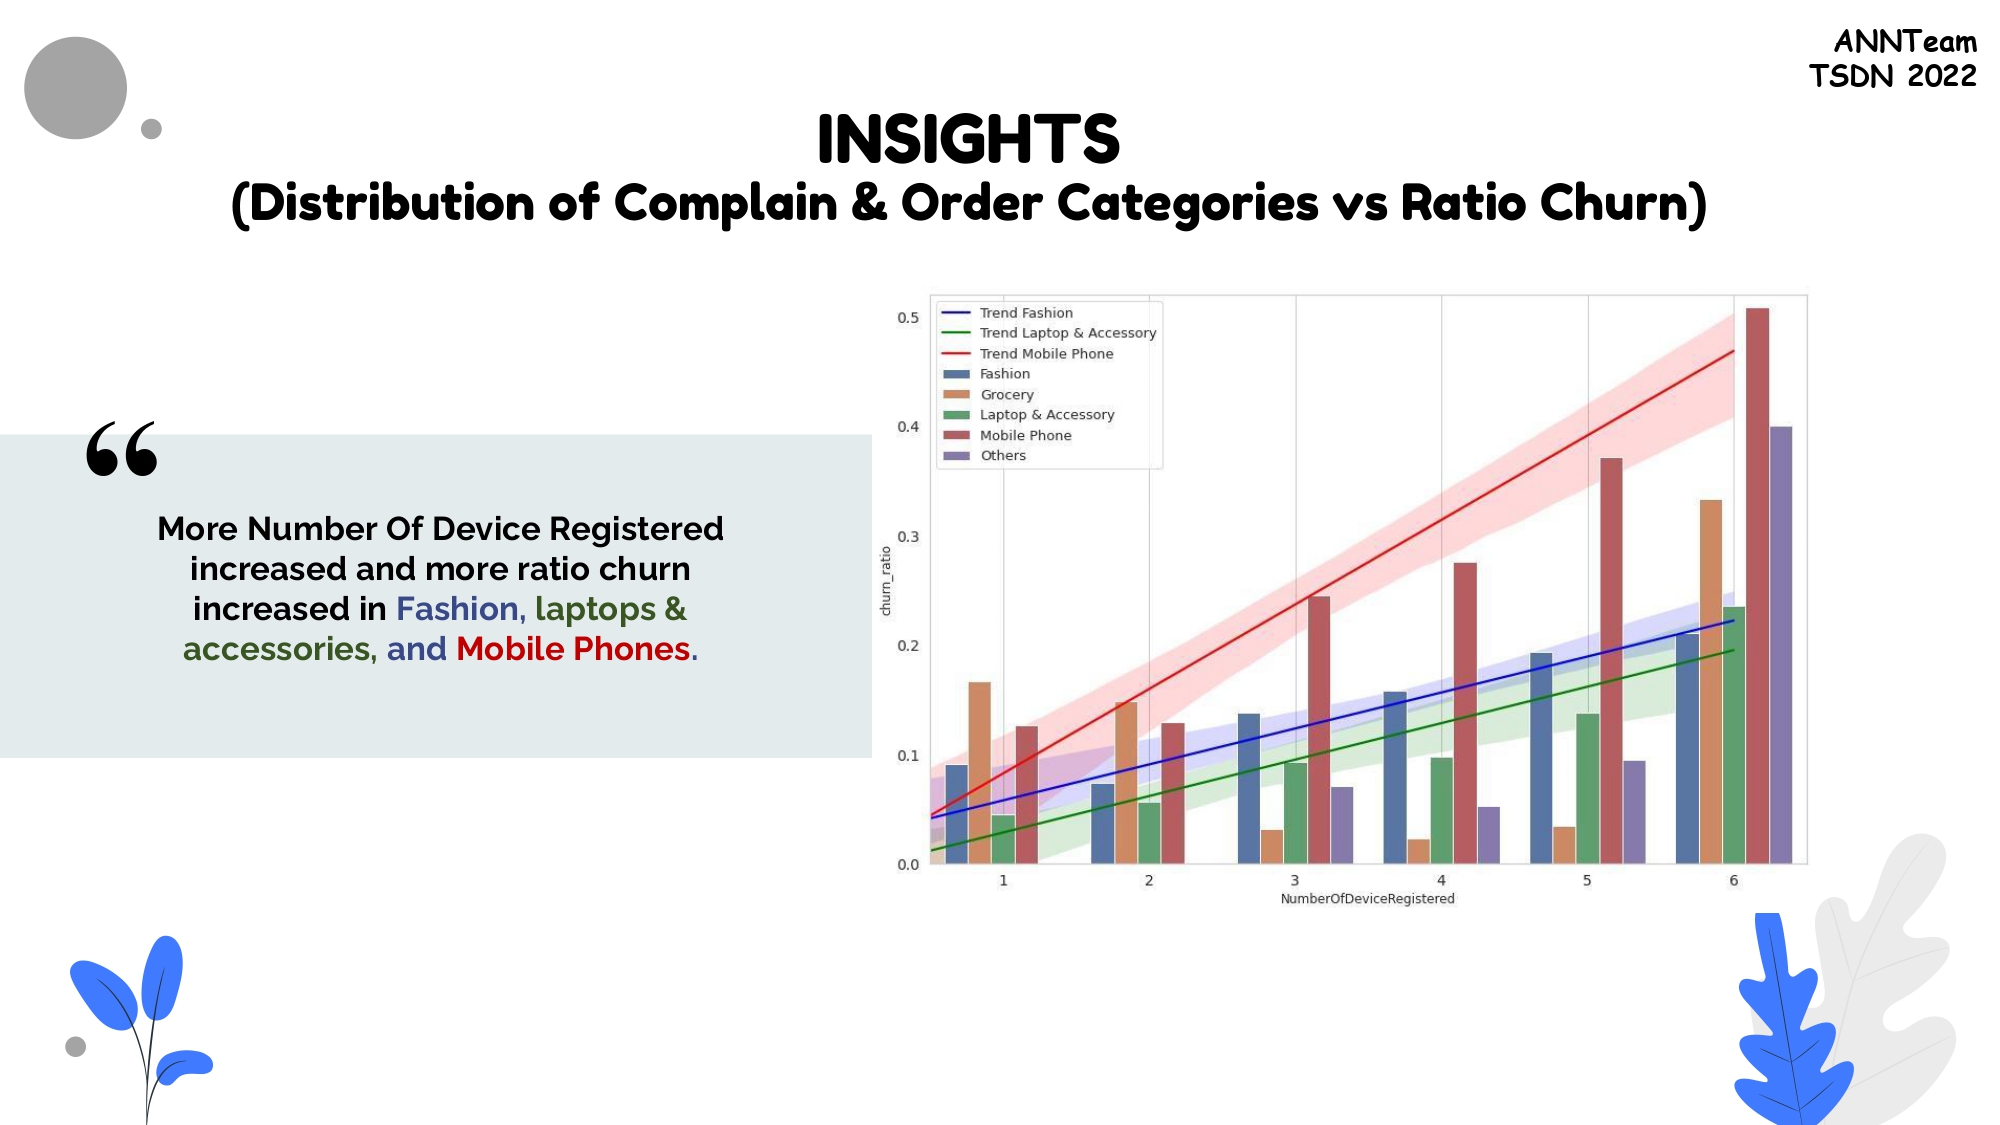 ANNTeam
TSDN 2022
INSIGHTS
(Distribution of Complain & Order Categories vs Ratio Churn)
“
More Number Of Device Registered
increased and more ratio churn
increased in Fashion, laptops &
accessories, and Mobile Phones.
Trend Fashion
Trend Laptop & Accessory
Trend Mobile Phone
Fashion
Grocery
Laptop & Accessory
Mobile Phone
Others
0.5
0.4
0.3
0.2
0.1
0.0
churn_ratio
1 2 3 4 5 6
NumberOfDeviceRegistered